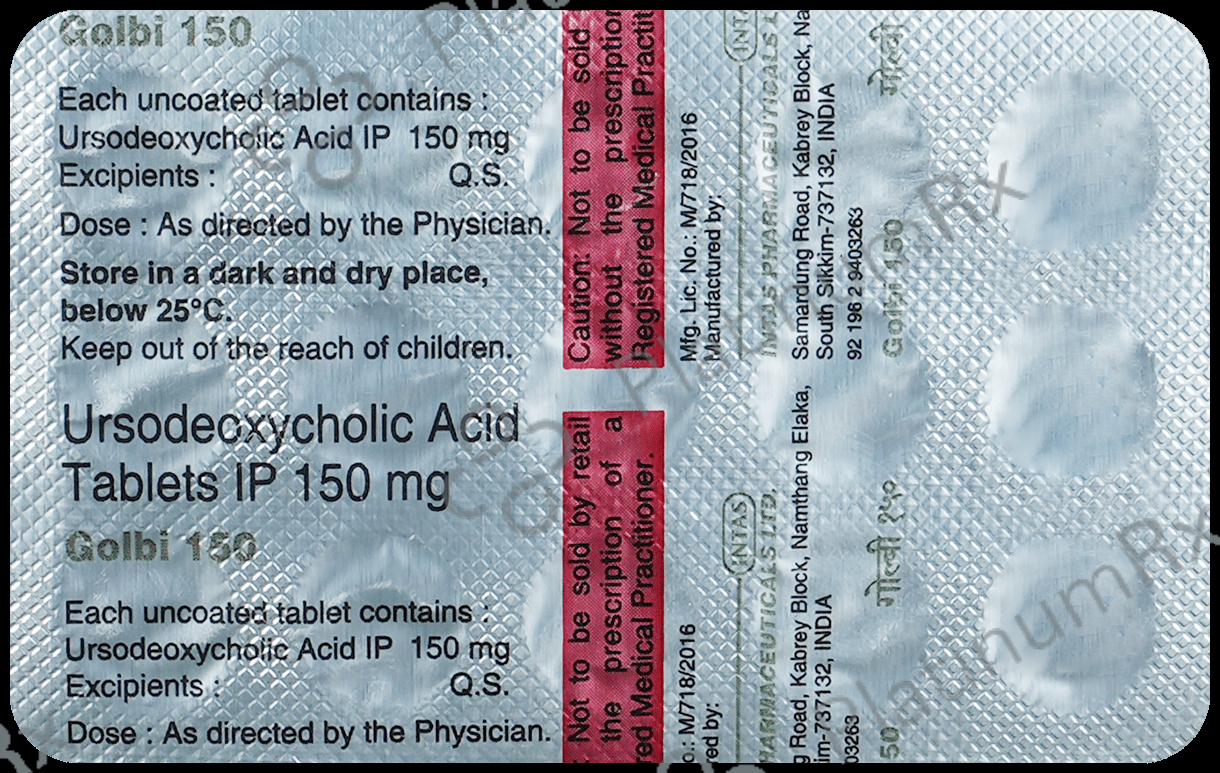 Golbi 150
Each uncoated tablet contains :
Ursodeoxycholic Acid IP 150 mg
Excipients : Q.S.
Dose : As directed by the Physician.
Store in a dark and dry place,
below 25°C.
Keep out of the reach of children.
Ursodeoxycholic Acid
Tablets IP 150 mg
Golbi 150
Each uncoated tablet contains :
Ursodeoxycholic Acid IP 150 mg
Excipients : Q.S.
Dose : As directed by the Physician.
Caution: Not to be sold
without the prescription
Registered Medical Practit
Not to be sold by retail
the prescription of a
red Medical Practitioner.
Mfg. Lic. No.: M/718/2016
Manufactured by:
INTAS PHARMACEUTICALS L
Samardung Road, Kabrey Block, Na
South Sikkim-737132, INDIA
92 196 2 9403263
Golbi 150 गोल्बी
o.: M/718/2016
red by:
INTAS
HARMACEUTICALS LTD.
g Road, Kabrey Block, Namthang Elaka,
im-737132, INDIA
03263
50 गोल्बी १५०
PlatinumRx